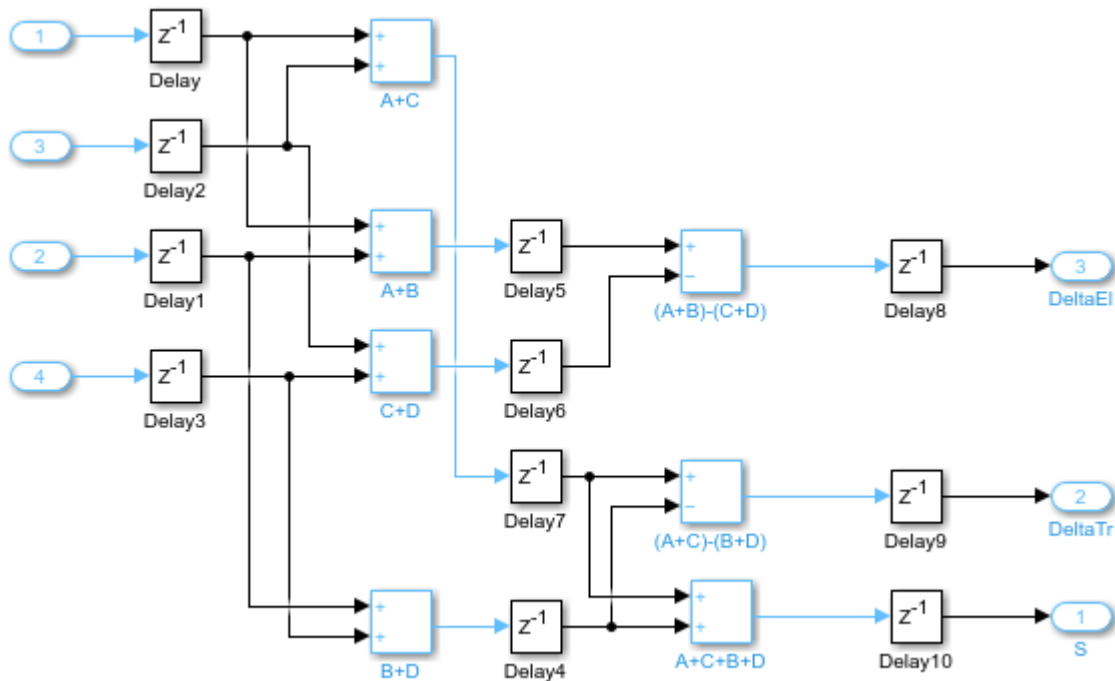 1
z-1
Delay
+
+
A+C
3
z-1
Delay2
2
z-1
Delay1
+
+
A+B
z-1
Delay5
+
−
(A+B)-(C+D)
z-1
Delay8
3
DeltaEl
4
z-1
Delay3
+
+
C+D
z-1
Delay6
z-1
Delay7
+
−
(A+C)-(B+D)
z-1
Delay9
2
DeltaTr
+
+
B+D
z-1
Delay4
+
+
A+C+B+D
z-1
Delay10
1
S